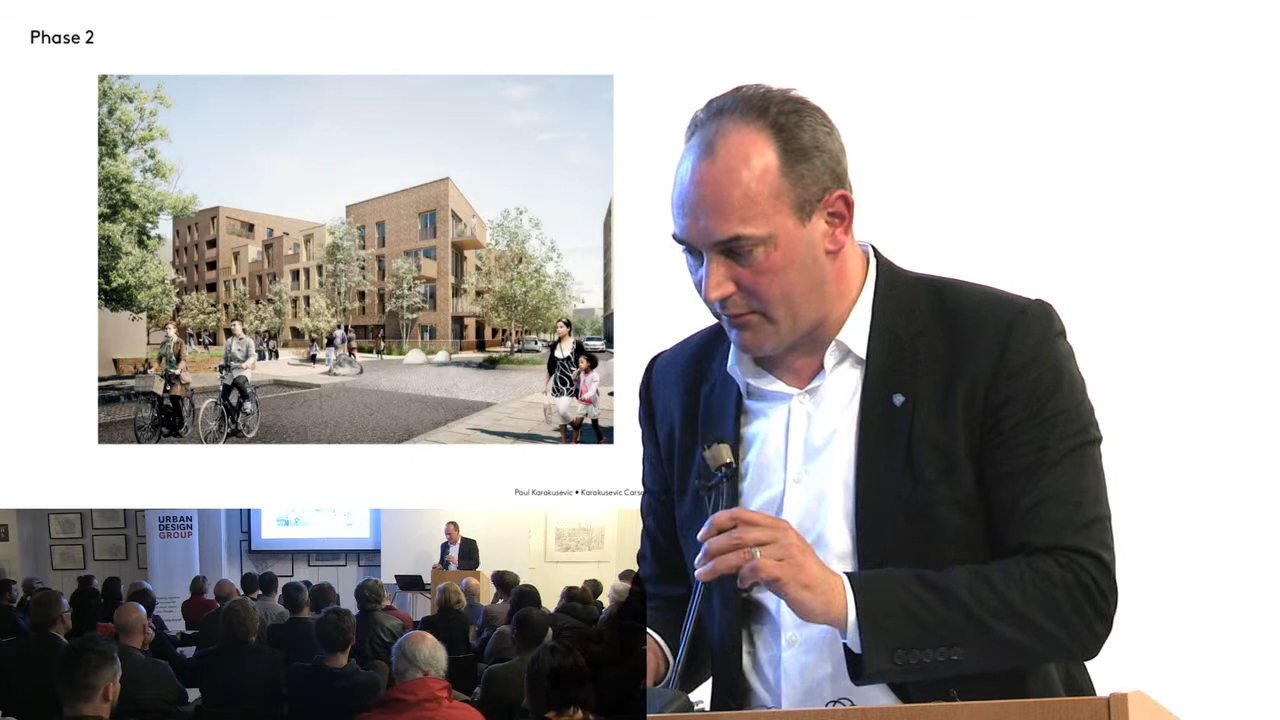 Phase 2
Paul Karakusevic • Karakusevic Cars
URBAN
DESIGN
GROUP